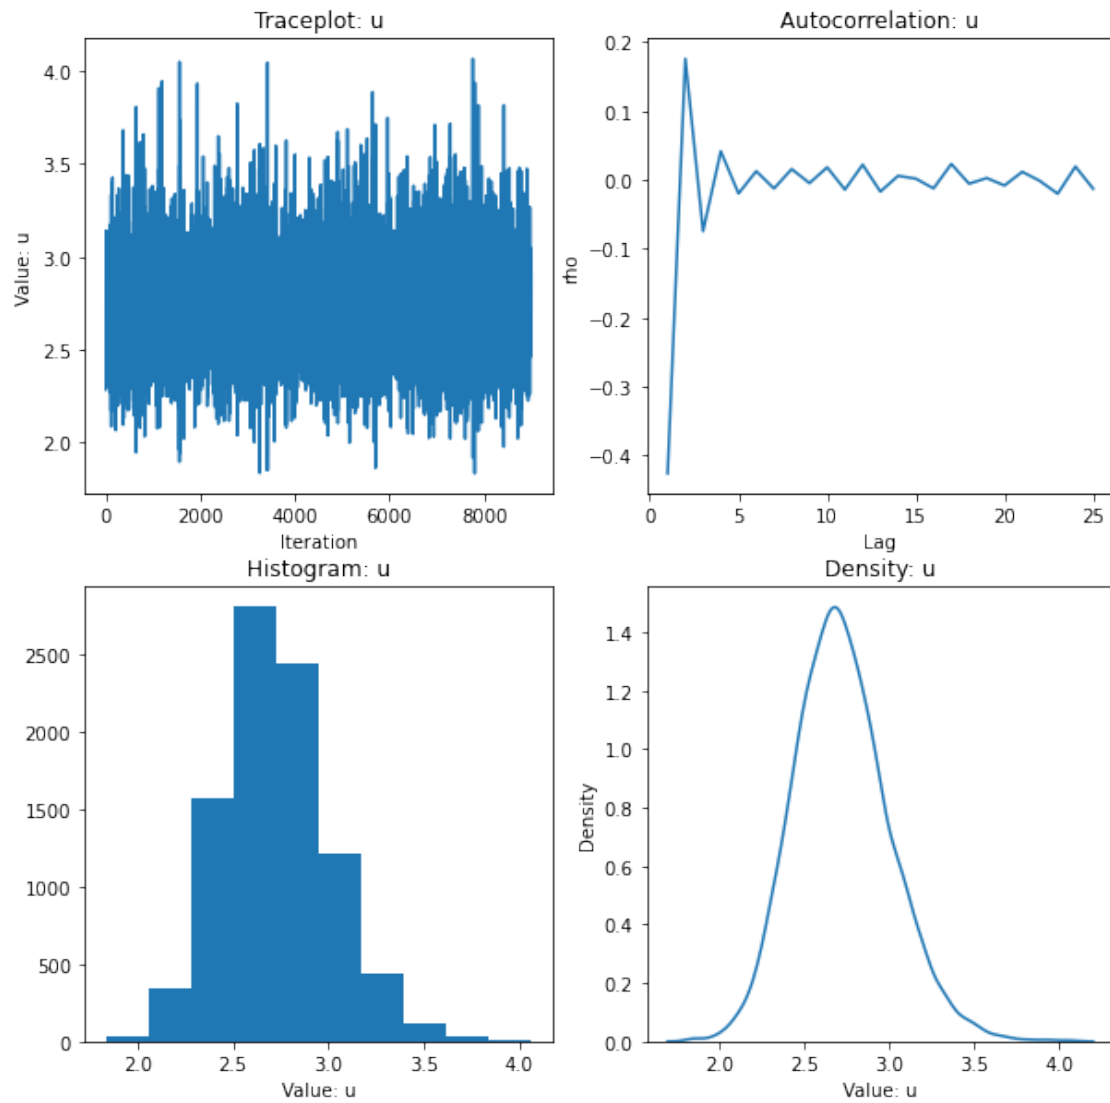 Traceplot: u
4.0
3.5
3.0
2.5
2.0
Value: u
0 2000 4000 6000 8000
Iteration
Autocorrelation: u
0.2
0.1
0.0
−0.1
−0.2
−0.3
−0.4
rho
0 5 10 15 20 25
Lag
Histogram: u
2500
2000
1500
1000
500
0
2.0 2.5 3.0 3.5 4.0
Value: u
Density: u
1.4
1.2
1.0
0.8
0.6
0.4
0.2
0.0
Density
2.0 2.5 3.0 3.5 4.0
Value: u